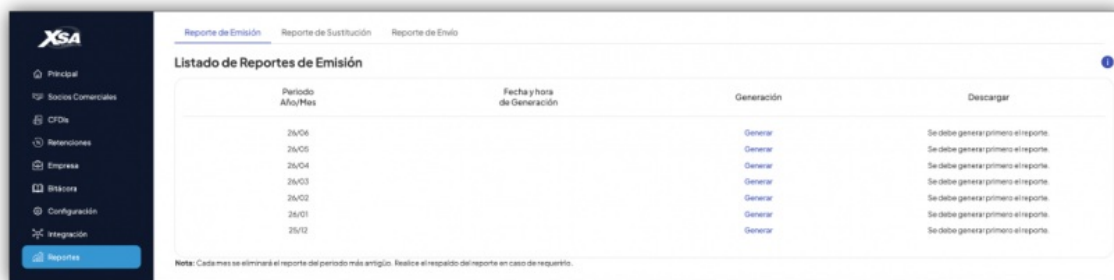 XSA
Reporte de Emisión Reporte de Sustitución Reporte de Envío
Listado de Reportes de Emisión
Principal
Socios Comerciales
CFDIs
Retenciones
Empresa
Bitácora
Configuración
Integración
Reportes
Periodo Año/Mes Fecha y hora de Generación Generación Descargar
26/06 Generar Se debe generar primero el reporte.
26/05 Generar Se debe generar primero el reporte.
26/04 Generar Se debe generar primero el reporte.
26/03 Generar Se debe generar primero el reporte.
26/02 Generar Se debe generar primero el reporte.
26/01 Generar Se debe generar primero el reporte.
25/12 Generar Se debe generar primero el reporte.
Nota: Cada mes se eliminará el reporte del periodo más antigüo. Realice el respaldo del reporte en caso de requerirlo.